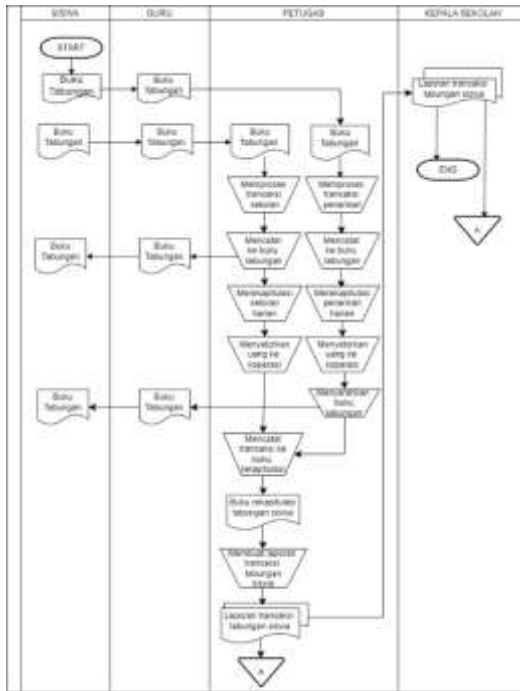 SISWA
GURU
PETUGAS
KEPALA SEKOLAH
START
Buku
Tabungan
Buku
Tabungan
Laporan transaksi
tabungan siswa
Buku
Tabungan
Buku
Tabungan
Buku
Tabungan
Buku
Tabungan
END
Memproses
transaksi
setoran
Memproses
transaksi
penarikan
A
Buku
Tabungan
Buku
Tabungan
Mencatat
ke buku
tabungan
Mencatat
ke buku
tabungan
Merekapitulasi
setoran
harian
Merekapitulasi
penarikan
harian
Menyetorkan
uang ke
koperasi
Menyetorkan
uang ke
koperasi
Buku
Tabungan
Buku
Tabungan
buku
tabungan
Mencatat
transaksi ke
buku
rekapitulasi
Buku rekapitulasi
tabungan siswa
Membuat laporan
transaksi
tabungan
siswa
Laporan transaksi
tabungan siswa
A